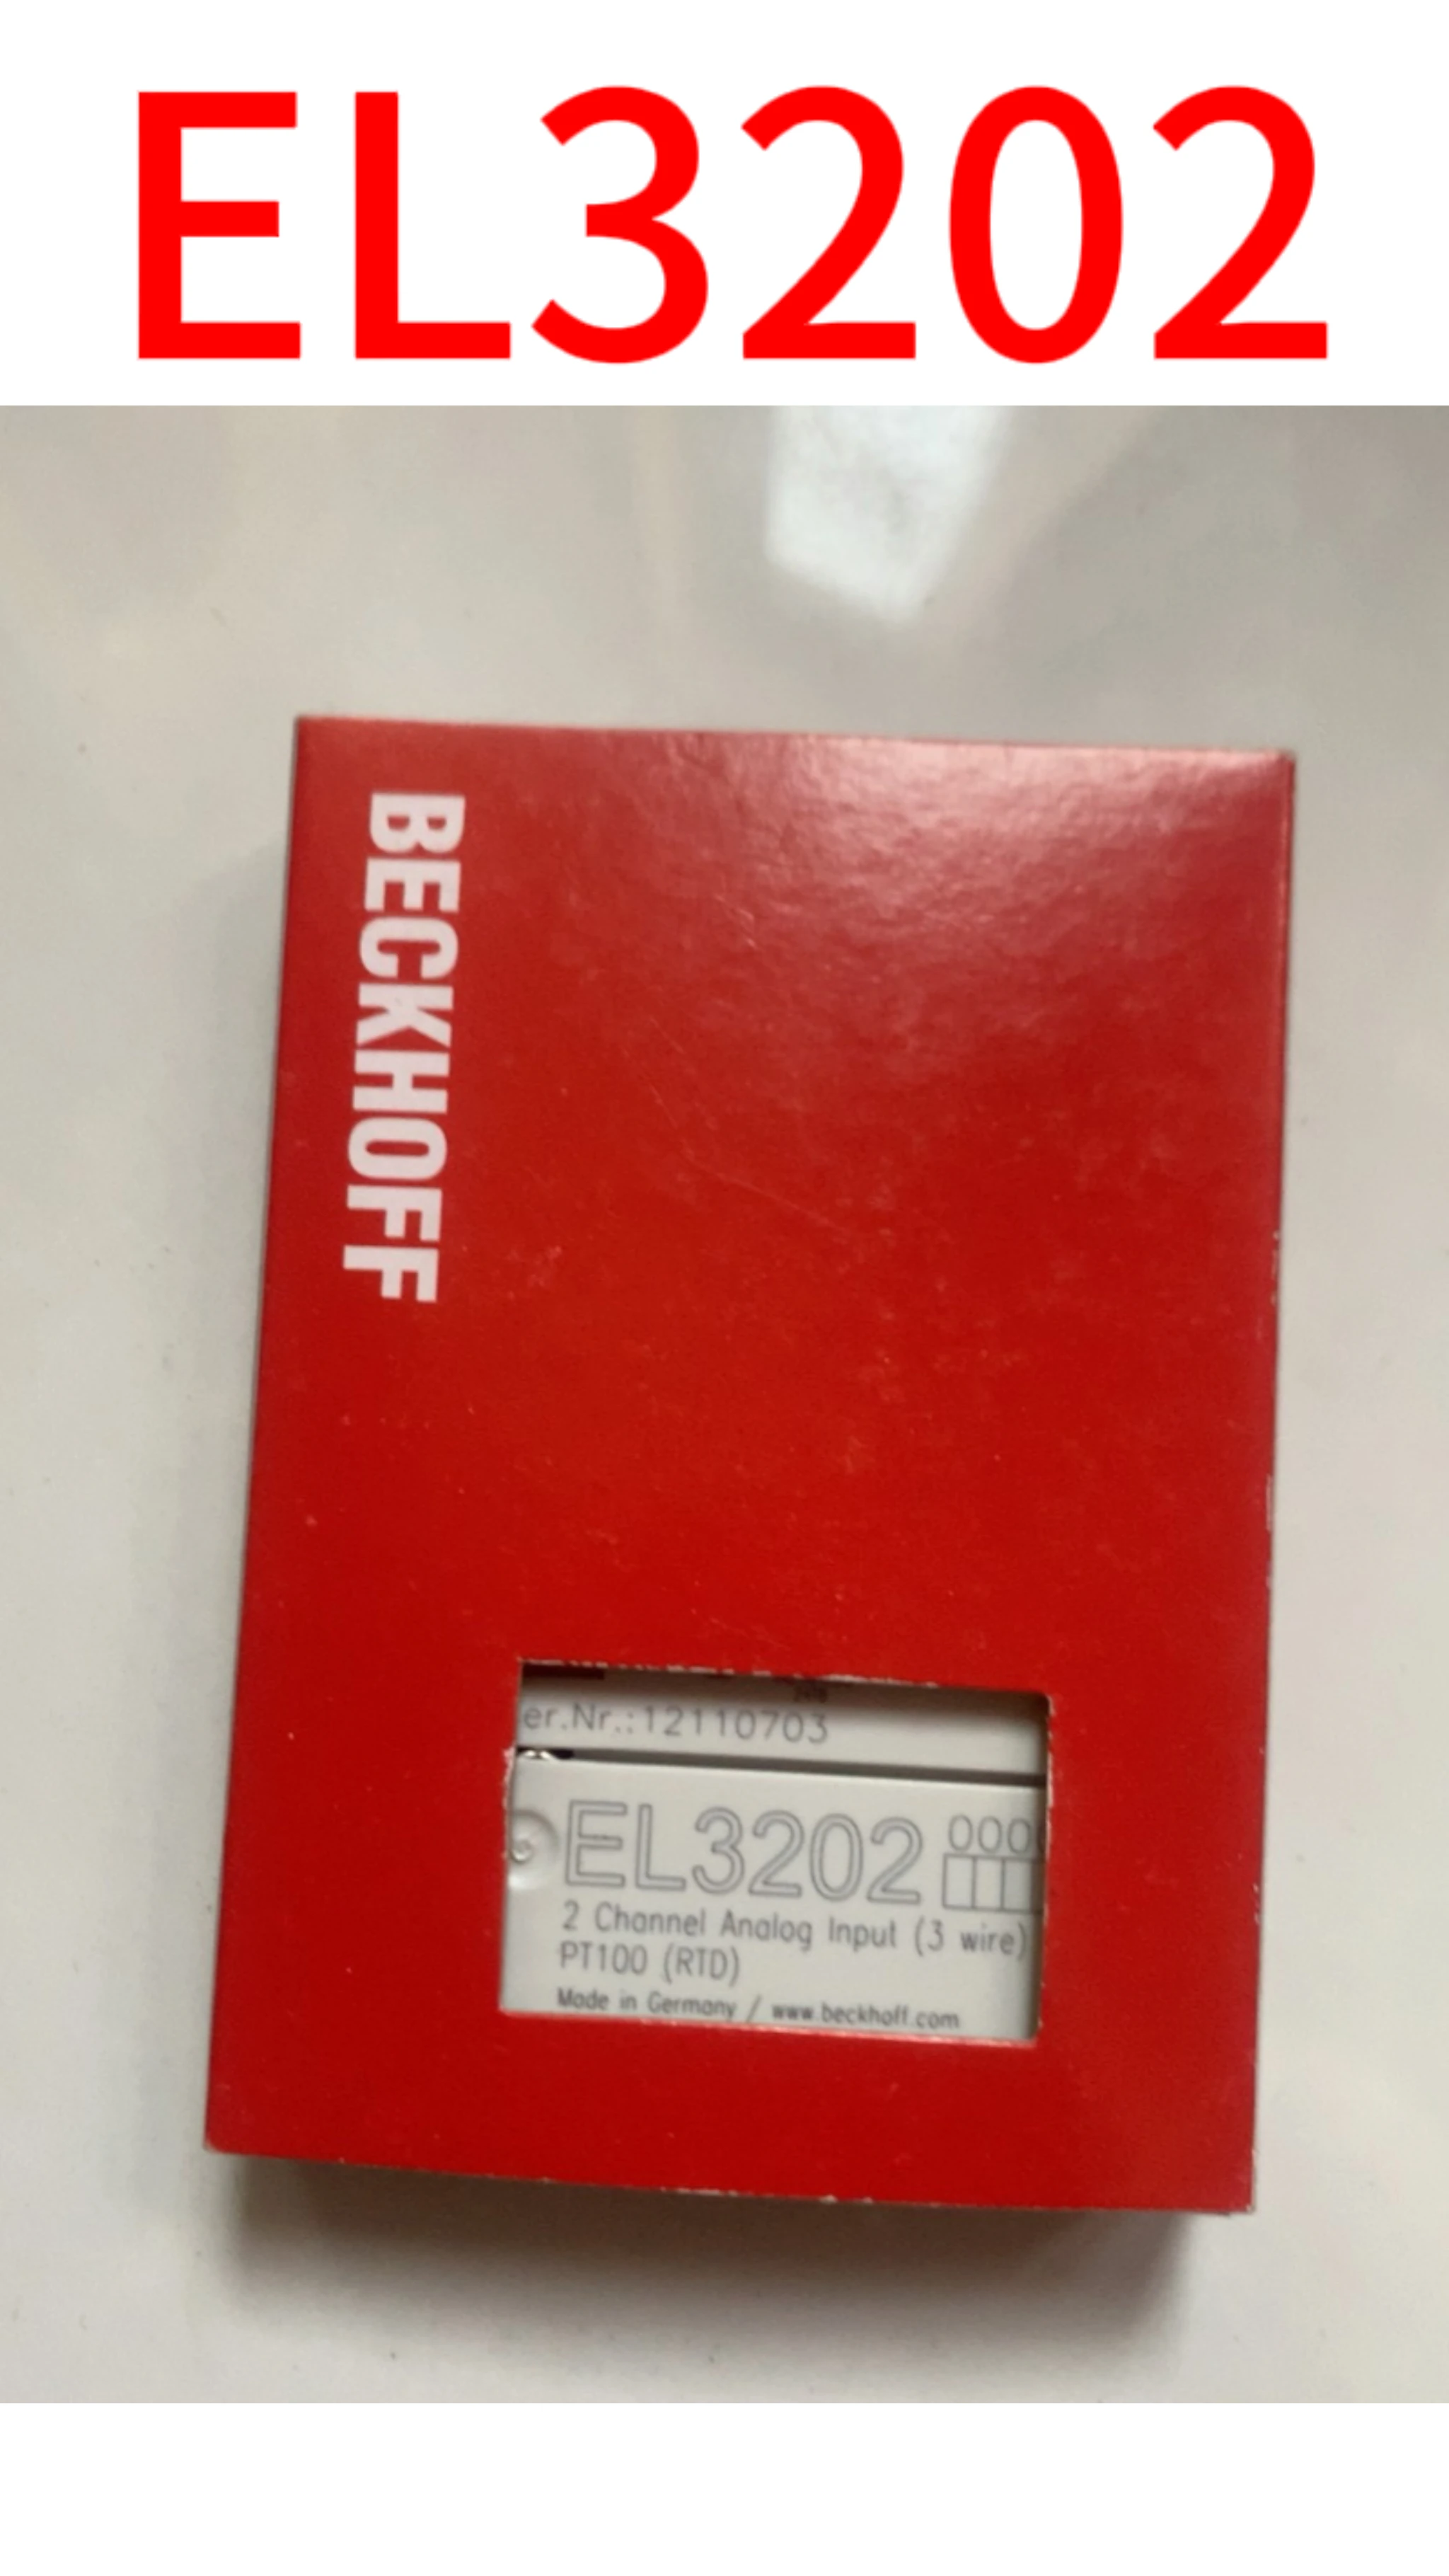 EL3202
BECKHOFF
er.Nr.:12110703
EL3202
2 Channel Analog Input (3 wire)
PT100 (RTD)
Made in Germany / www.beckhoff.com